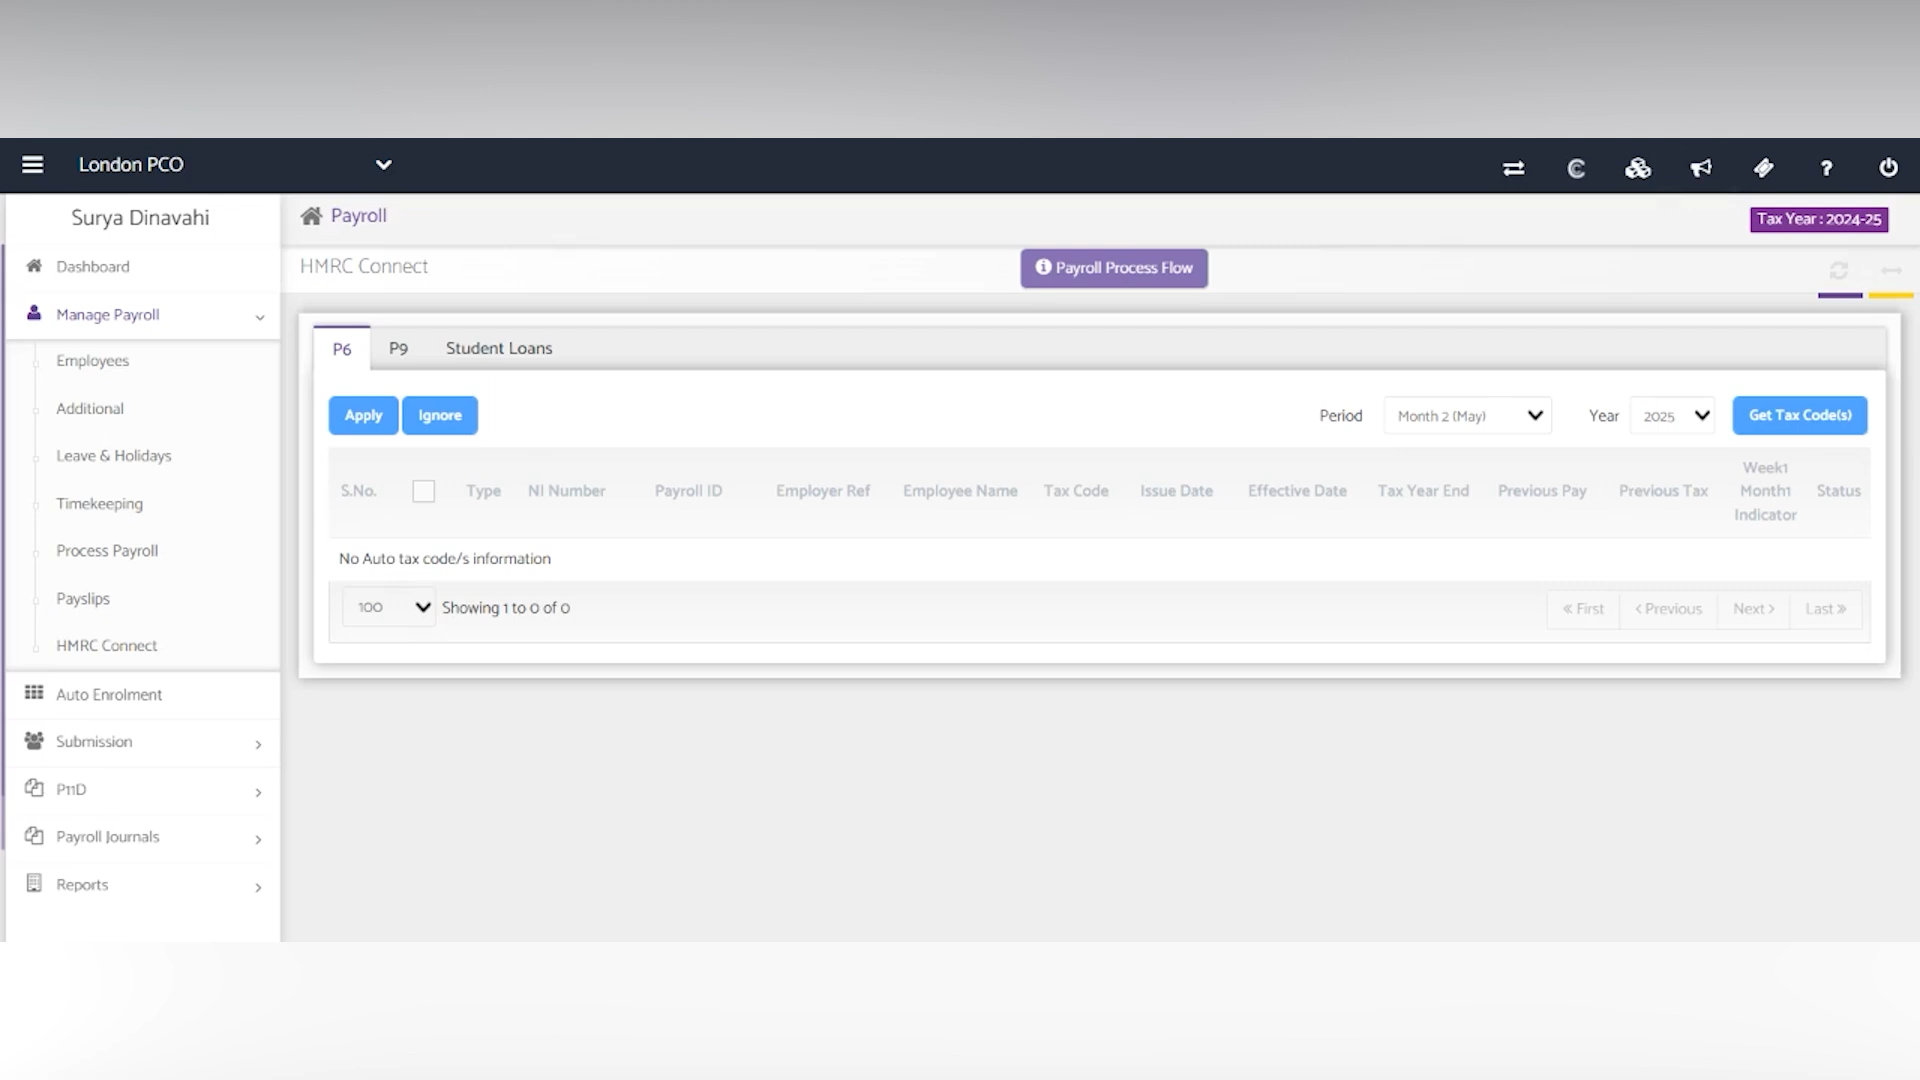 London PCO
Surya Dinavahi
Payroll
Tax Year : 2024-25
Dashboard
HMRC Connect
Payroll Process Flow
Manage Payroll
Employees
Additional
Leave & Holidays
Timekeeping
Process Payroll
Payslips
HMRC Connect
Auto Enrolment
Submission
P11D
Payroll Journals
Reports
P6 P9 Student Loans
Apply Ignore Period Month 2 (May) Year 2025 Get Tax Code(s)
S.No. Type NI Number Payroll ID Employer Ref Employee Name Tax Code Issue Date Effective Date Tax Year End Previous Pay Previous Tax Week1 Month1 Indicator Status
No Auto tax code/s information
100 Showing 1 to 0 of 0 « First ‹ Previous Next › Last »